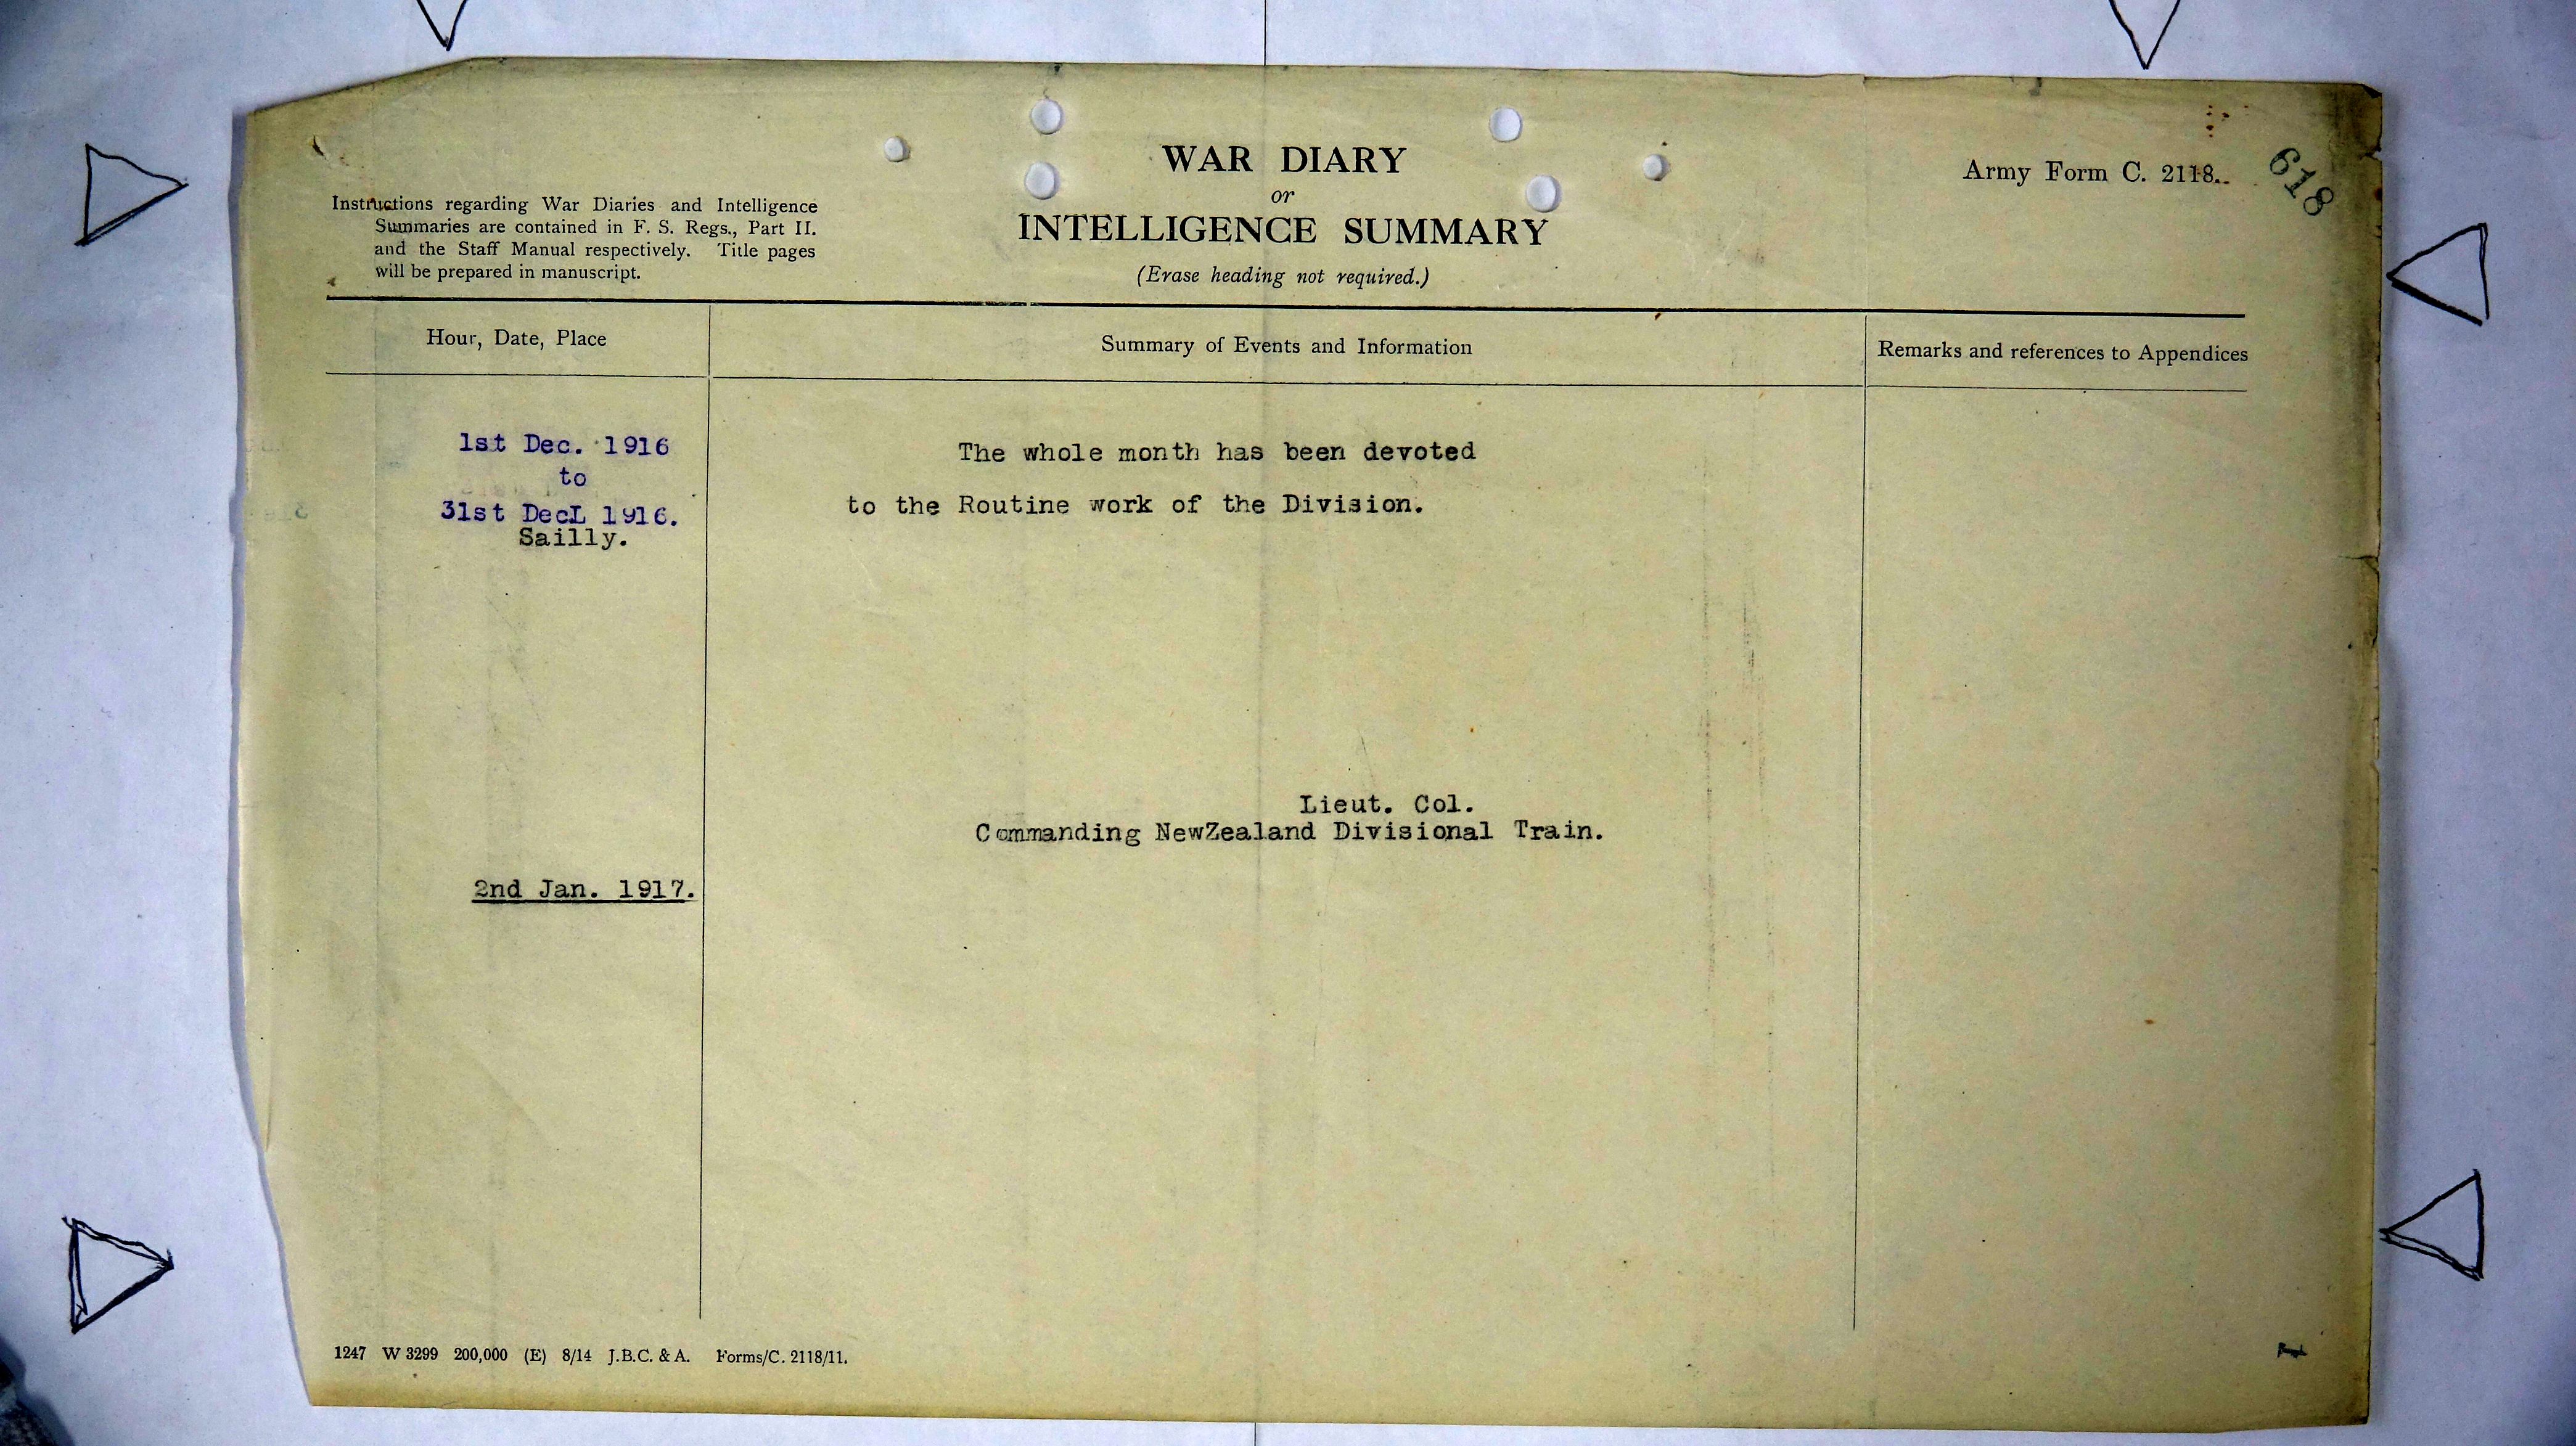 WAR DIARY
or
INTELLIGENCE SUMMARY
(Erase heading not required.)
Army Form C. 2118.
618
Instructions regarding War Diaries and Intelligence
Summaries are contained in F. S. Regs., Part II.
and the Staff Manual respectively. Title pages
will be prepared in manuscript.
Hour, Date, Place
Summary of Events and Information
Remarks and references to Appendices
1st Dec. 1916
to
31st DecL 1916.
Sailly.
The whole month has been devoted
to the Routine work of the Division.
Lieut. Col.
Commanding NewZealand Divisional Train.
2nd Jan. 1917.
1247 W 3299 200,000 (E) 8/14 J.B.C. & A. Forms/C. 2118/11.